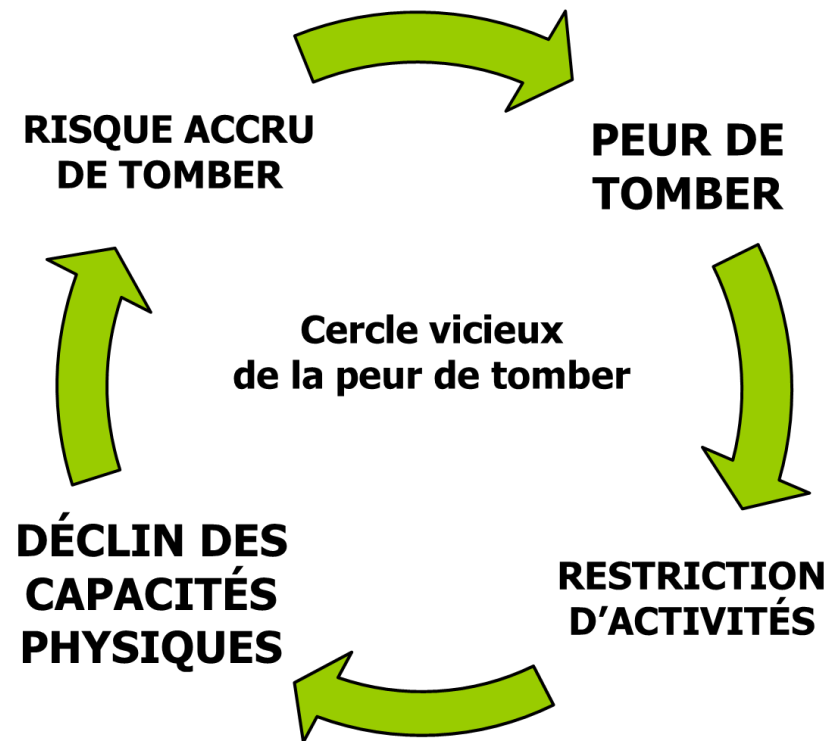 RISQUE ACCRU
DE TOMBER
PEUR DE
TOMBER
Cercle vicieux
de la peur de tomber
DÉCLIN DES
CAPACITÉS
PHYSIQUES
RESTRICTION
D’ACTIVITÉS